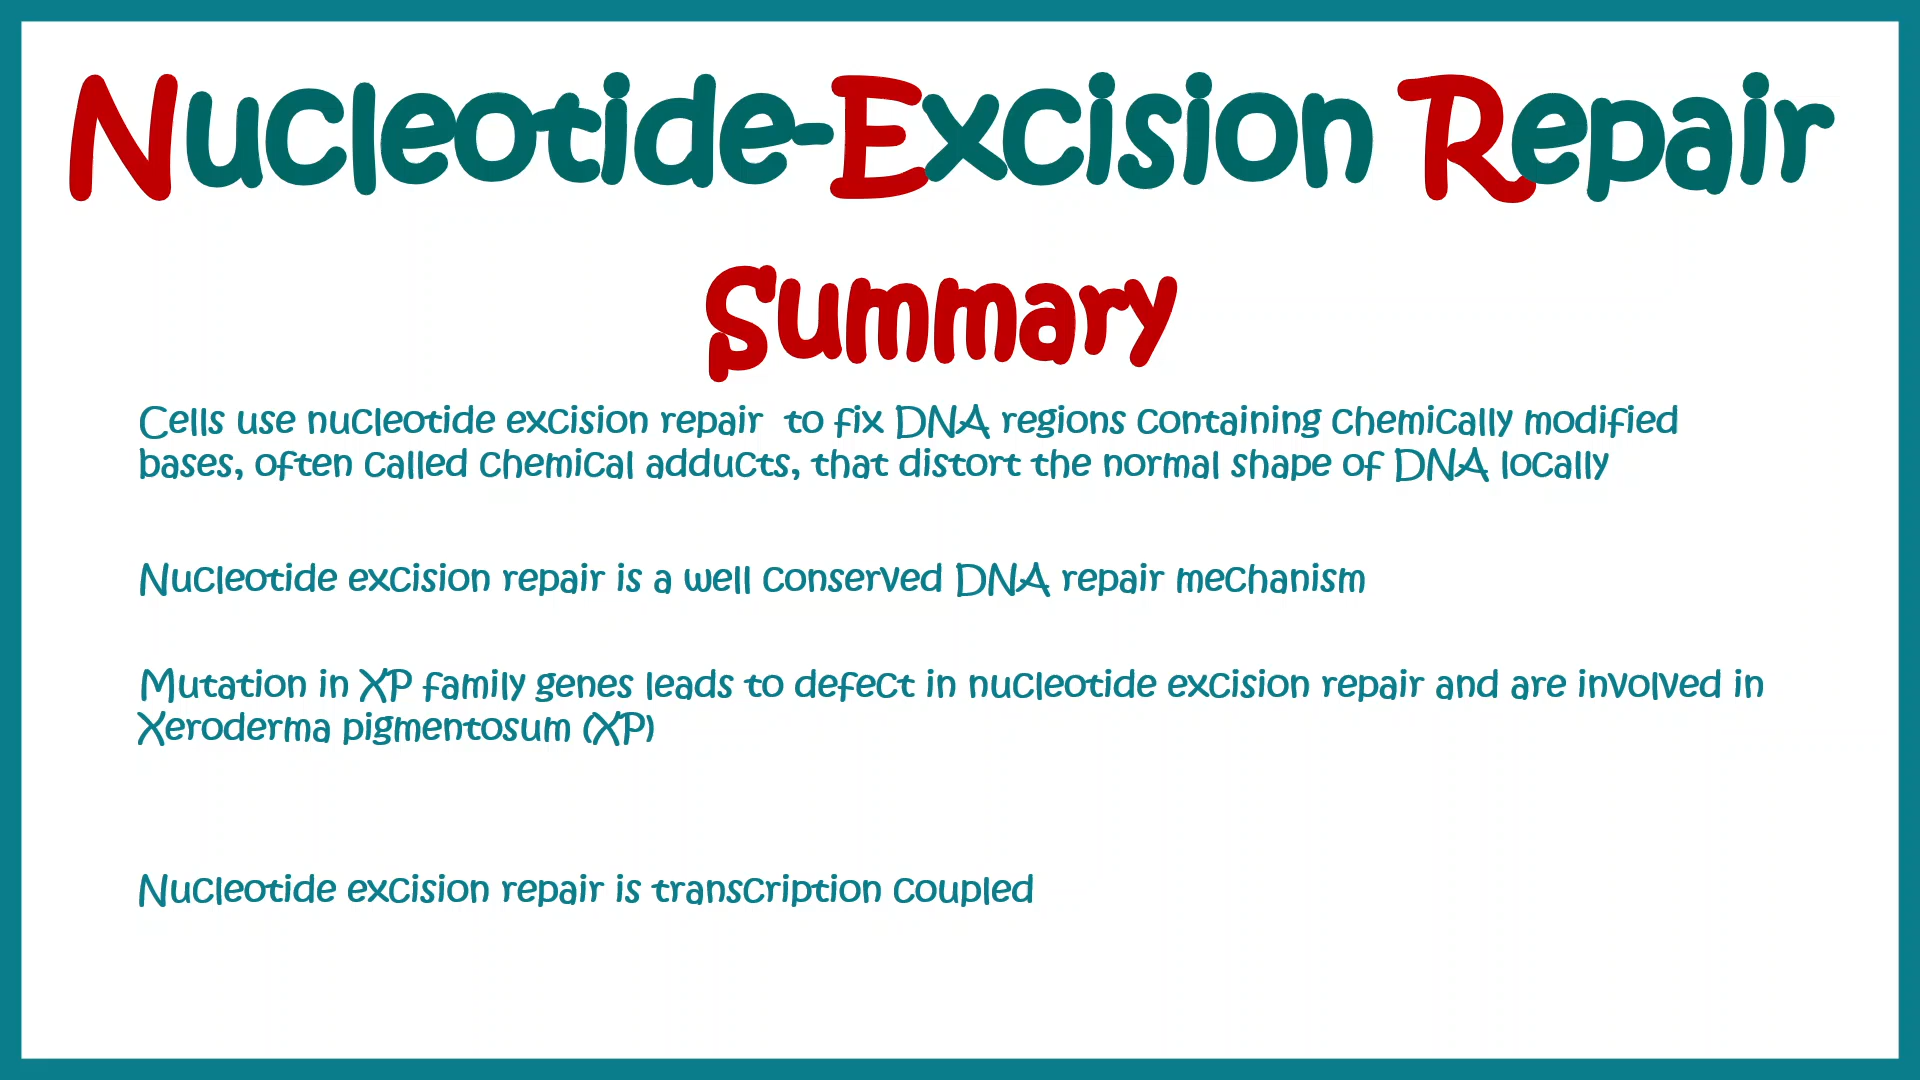 Nucleotide-Excision Repair
Summary
Cells use nucleotide excision repair to fix DNA regions containing chemically modified
bases, often called chemical adducts, that distort the normal shape of DNA locally
Nucleotide excision repair is a well conserved DNA repair mechanism
Mutation in XP family genes leads to defect in nucleotide excision repair and are involved in
Xeroderma pigmentosum (XP)
Nucleotide excision repair is transcription coupled